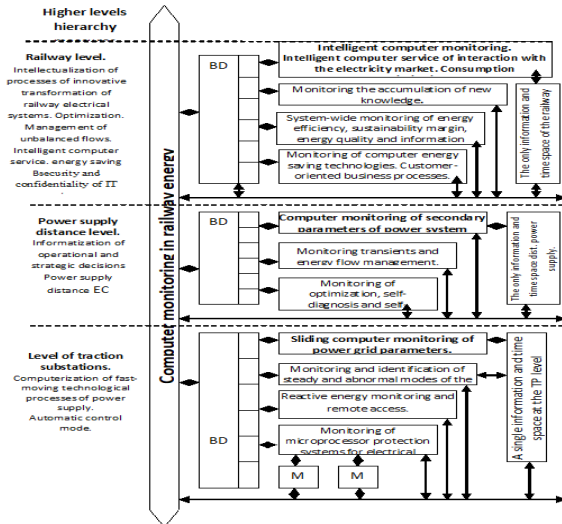 Higher levels
hierarchy
Railway level.
Intellectualization of
processes of innovative
transformation of
railway electrical
systems. Optimization.
Management of
unbalanced flows.
Intelligent computer
service. energy saving
Bsecurity and
confidentiality of IT
Power supply
distance level.
Informatization of
operational and
strategic decisions
Power supply
distance EC
Level of traction
substations.
Computerization of fast-
moving technological
processes of power
supply.
Automatic control
mode.
Computer monitoring in railway energy
BD
Intelligent computer monitoring.
Intelligent computer service of interaction with
the electricity market. Consumption
Monitoring the accumulation of new
knowledge.
System-wide monitoring of energy
efficiency, sustainability margin,
energy quality and information
Monitoring of computer energy
saving technologies. Customer-
oriented business processes.
The only information and
time space of the railway
BD
Computer monitoring of secondary
parameters of power system
Monitoring transients and
energy flow management.
Monitoring of
optimization, self-
diagnosis and self
The only information and
time space dist. power
supply.
BD
Sliding computer monitoring of
power grid parameters.
Monitoring and identification of
steady and abnormal modes of the
Reactive energy monitoring and
remote access.
Monitoring of
microprocessor protection
systems for electrical
M
M
A single information and time
space at the TP level